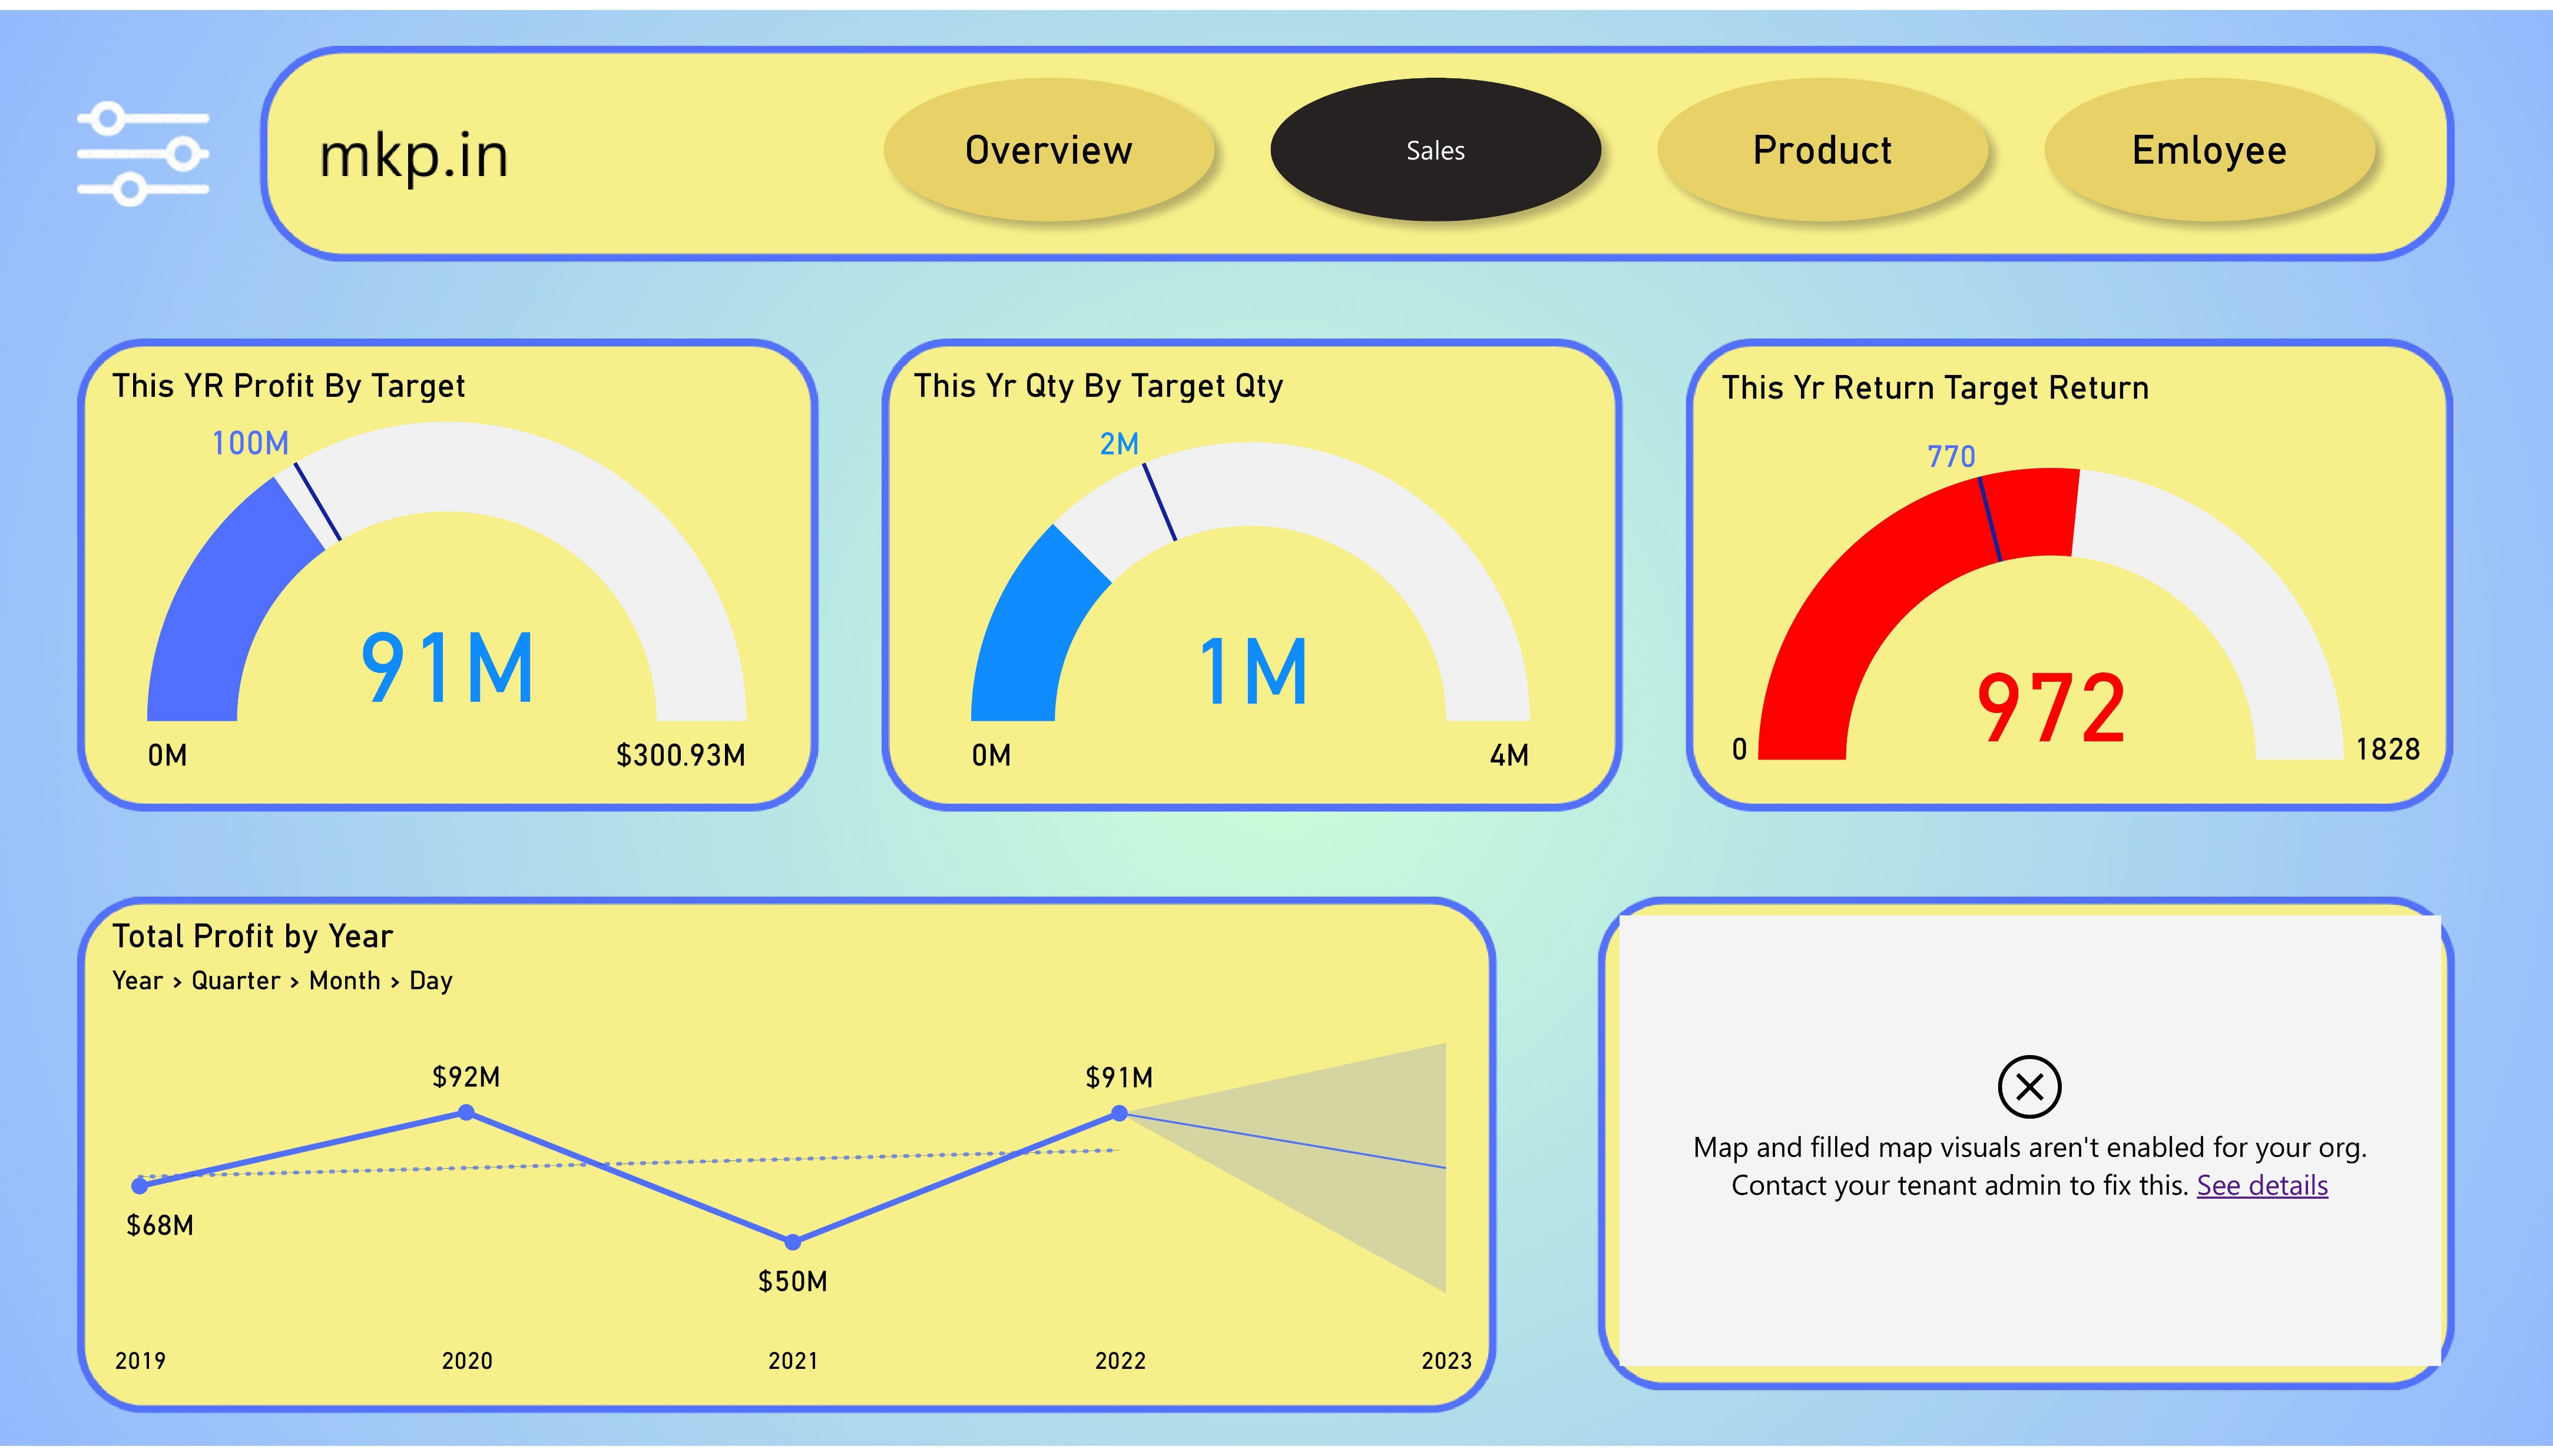 mkp.in
Overview
Sales
Product
Emloyee
This YR Profit By Target
100M
91M
0M
$300.93M
This Yr Qty By Target Qty
2M
1M
0M
4M
This Yr Return Target Return
770
972
0
1828
Total Profit by Year
Year > Quarter > Month > Day
$92M
$91M
$68M
$50M
2019
2020
2021
2022
2023
Map and filled map visuals aren't enabled for your org.
Contact your tenant admin to fix this. See details